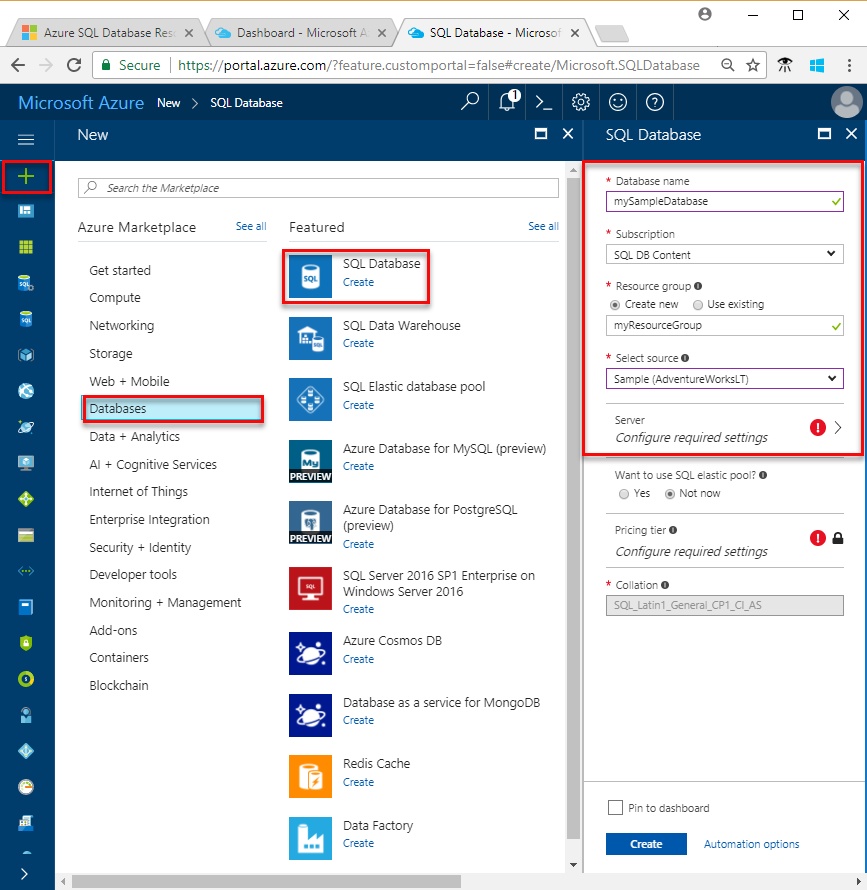 Azure SQL Database Reso
Dashboard - Microsoft A
SQL Database - Microsof
Secure
https://portal.azure.com/?feature.customportal=false#create/Microsoft.SQLDatabase
Microsoft Azure New > SQL Database
1
New
SQL Database
Search the Marketplace
Azure Marketplace See all
Get started
Compute
Networking
Storage
Web + Mobile
Databases
Data + Analytics
AI + Cognitive Services
Internet of Things
Enterprise Integration
Security + Identity
Developer tools
Monitoring + Management
Add-ons
Containers
Blockchain
Featured See all
SQL
SQL Database
Create
SQL Data Warehouse
Create
SQL Elastic database pool
Create
My
PREVIEW
Azure Database for MySQL (preview)
Create
PREVIEW
Azure Database for PostgreSQL
(preview)
Create
SQL
SQL Server 2016 SP1 Enterprise on
Windows Server 2016
Create
Azure Cosmos DB
Create
Database as a service for MongoDB
Create
Redis Cache
Create
Data Factory
Create
* Database name
mySampleDatabase
* Subscription
SQL DB Content
* Resource group
Create new Use existing
myResourceGroup
* Select source
Sample (AdventureWorksLT)
Server
Configure required settings
Want to use SQL elastic pool?
Yes Not now
Pricing tier
Configure required settings
* Collation
SQL_Latin1_General_CP1_CI_AS
Pin to dashboard
Create Automation options